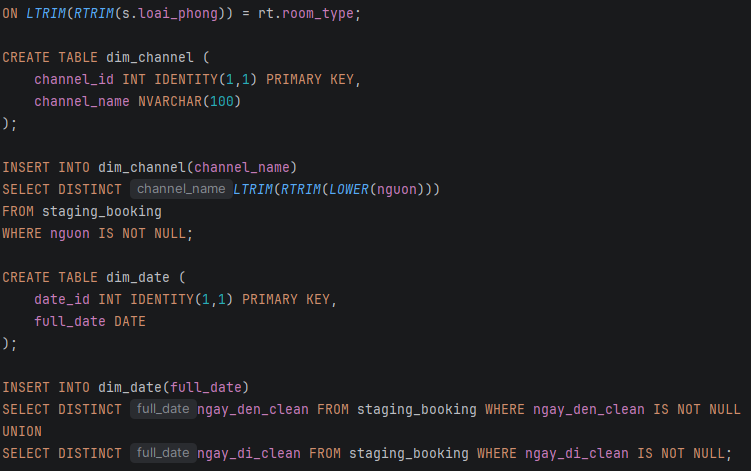 ON LTRIM(RTRIM(s.loai_phong)) = rt.room_type;
CREATE TABLE dim_channel (
channel_id INT IDENTITY(1,1) PRIMARY KEY,
channel_name NVARCHAR(100)
);
INSERT INTO dim_channel(channel_name)
SELECT DISTINCT channel_name LTRIM(RTRIM(LOWER(nguon)))
FROM staging_booking
WHERE nguon IS NOT NULL;
CREATE TABLE dim_date (
date_id INT IDENTITY(1,1) PRIMARY KEY,
full_date DATE
);
INSERT INTO dim_date(full_date)
SELECT DISTINCT full_date ngay_den_clean FROM staging_booking WHERE ngay_den_clean IS NOT NULL
UNION
SELECT DISTINCT full_date ngay_di_clean FROM staging_booking WHERE ngay_di_clean IS NOT NULL;